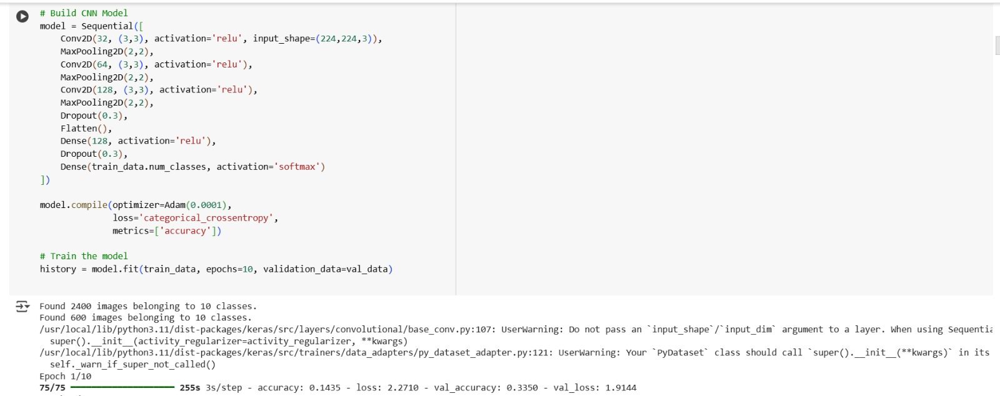 # Build CNN Model
model = Sequential([
    Conv2D(32, (3,3), activation='relu', input_shape=(224,224,3)),
    MaxPooling2D(2,2),
    Conv2D(64, (3,3), activation='relu'),
    MaxPooling2D(2,2),
    Conv2D(128, (3,3), activation='relu'),
    MaxPooling2D(2,2),
    Dropout(0.3),
    Flatten(),
    Dense(128, activation='relu'),
    Dropout(0.3),
    Dense(train_data.num_classes, activation='softmax')
])
model.compile(optimizer=Adam(0.0001),
              loss='categorical_crossentropy',
              metrics=['accuracy'])
# Train the model
history = model.fit(train_data, epochs=10, validation_data=val_data)
Found 2400 images belonging to 10 classes.
Found 600 images belonging to 10 classes.
/usr/local/lib/python3.11/dist-packages/keras/src/layers/convolutional/base_conv.py:107: UserWarning: Do not pass an `input_shape`/`input_dim` argument to a layer. When using Sequentia
  super().__init__(activity_regularizer=activity_regularizer, **kwargs)
/usr/local/lib/python3.11/dist-packages/keras/src/trainers/data_adapters/py_dataset_adapter.py:121: UserWarning: Your `PyDataset` class should call `super().__init__(**kwargs)` in its
  self._warn_if_super_not_called()
Epoch 1/10
75/75 ━━━━━━━━━━━━━━━━━━━━ 255s 3s/step - accuracy: 0.1435 - loss: 2.2710 - val_accuracy: 0.3350 - val_loss: 1.9144